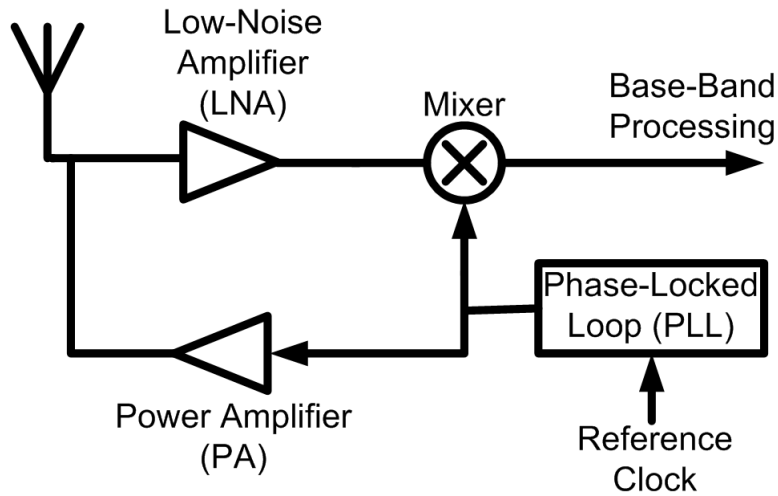 Low-Noise
Amplifier
(LNA)
Mixer
Base-Band
Processing
Phase-Locked
Loop (PLL)
Power Amplifier
(PA)
Reference
Clock